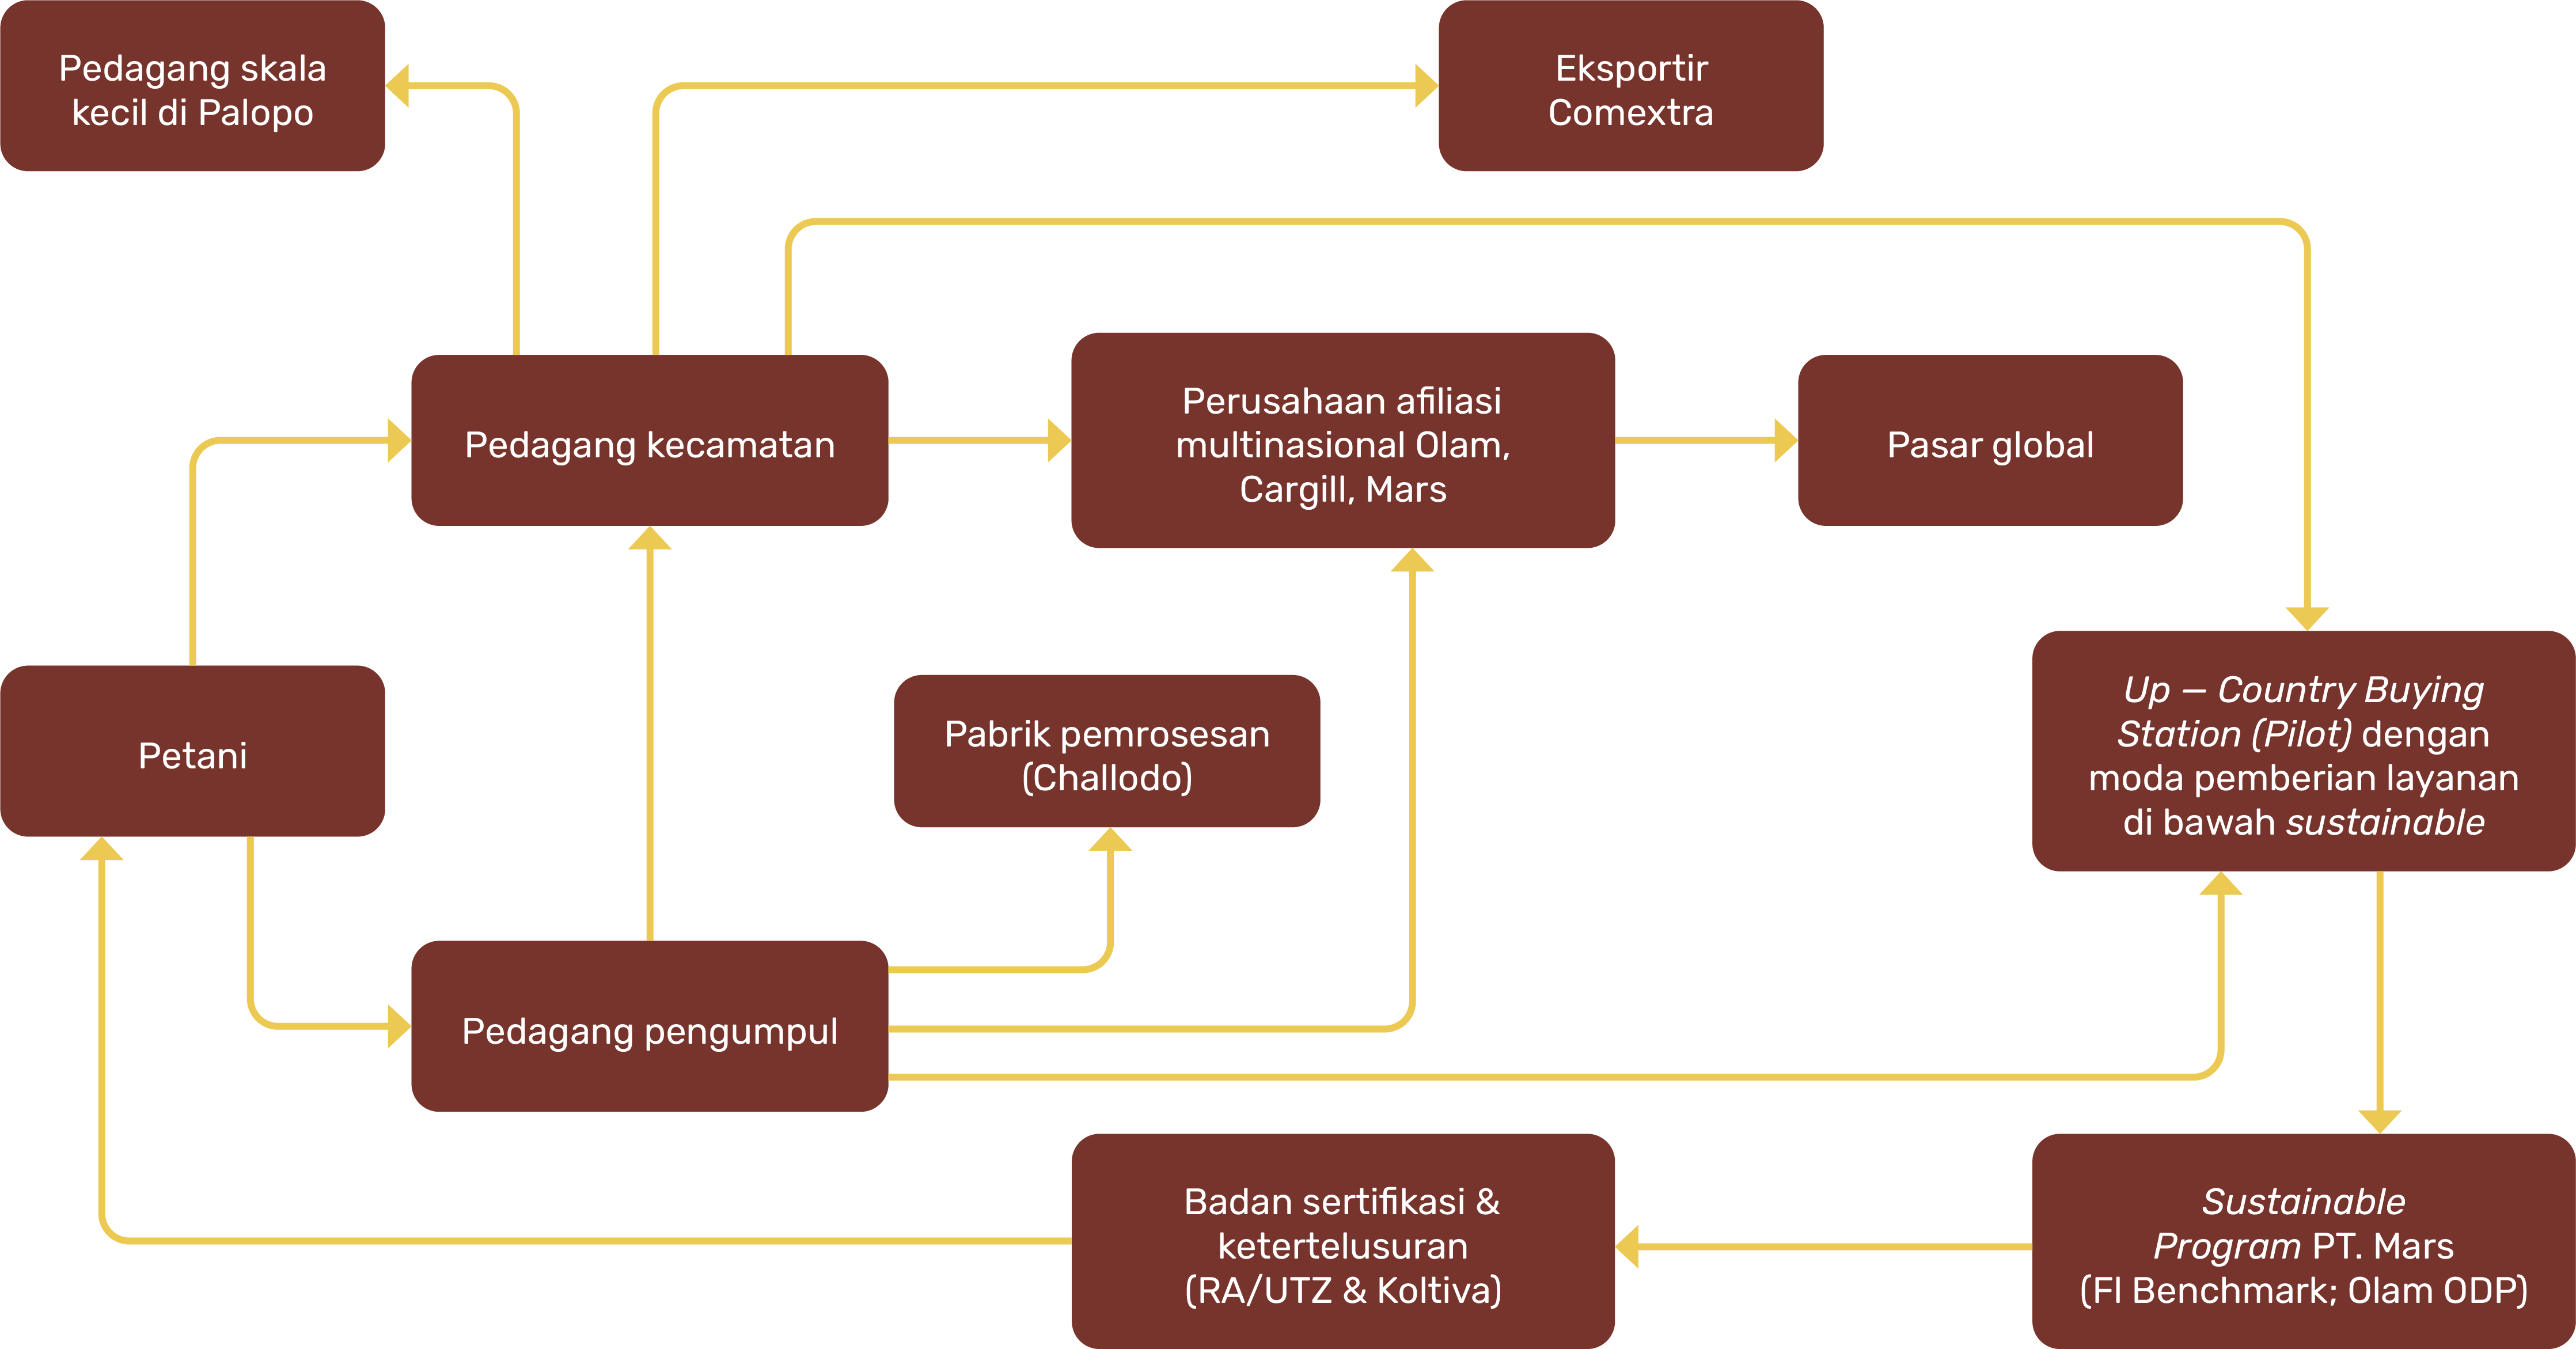 Pedagang skala
kecil di Palopo
Eksportir
Comextra
Pedagang kecamatan
Perusahaan afiliasi
multinasional Olam,
Cargill, Mars
Pasar global
Petani
Pabrik pemrosesan
(Challodo)
Up — Country Buying
Station (Pilot) dengan
moda pemberian layanan
di bawah sustainable
Pedagang pengumpul
Badan sertifikasi &
ketertelusuran
(RA/UTZ & Koltiva)
Sustainable
Program PT. Mars
(Fl Benchmark; Olam ODP)